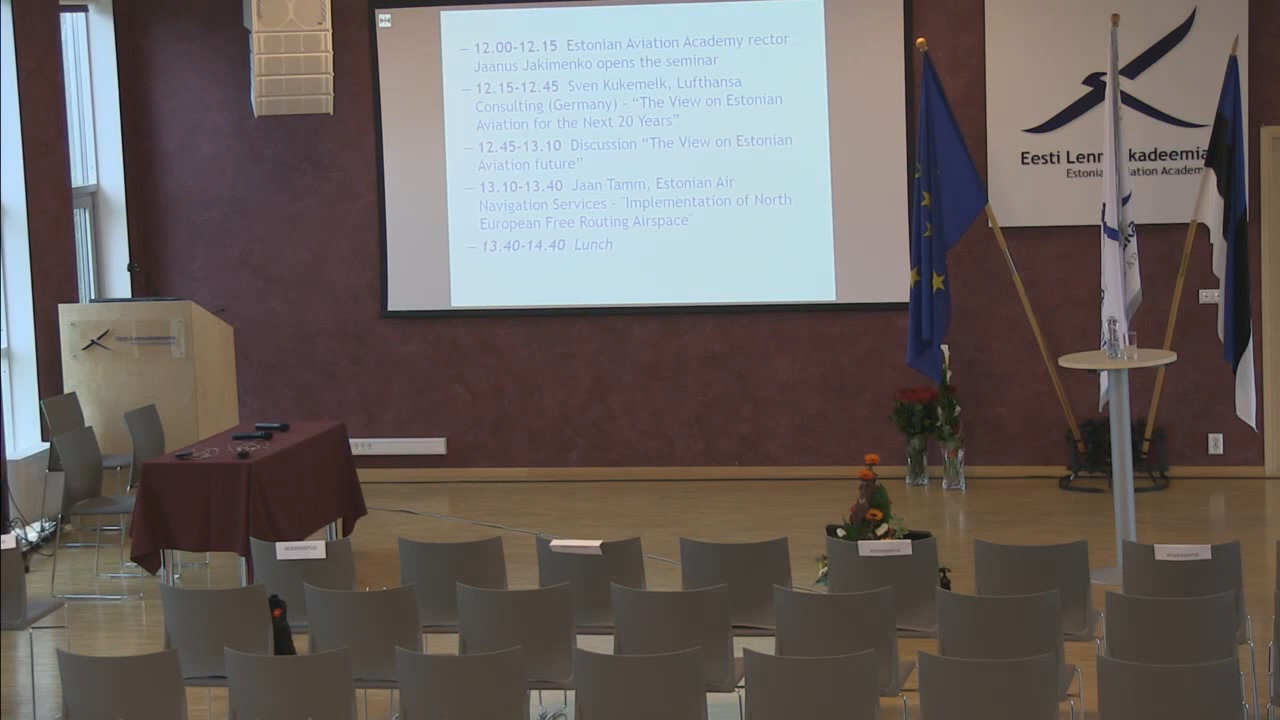 – 12.00-12.15 Estonian Aviation Academy rector
Jaanus Jakimenko opens the seminar
– 12.15-12.45 Sven Kukemelk, Lufthansa
Consulting (Germany) - “The View on Estonian
Aviation for the Next 20 Years”
– 12.45-13.10 Discussion “The View on Estonian
Aviation future”
– 13.10-13.40 Jaan Tamm, Estonian Air
Navigation Services - "Implementation of North
European Free Routing Airspace"
– 13.40-14.40 Lunch
Eesti Lenn kadeemia
Estonia iation Academ
Eesti Lennuakadeemia